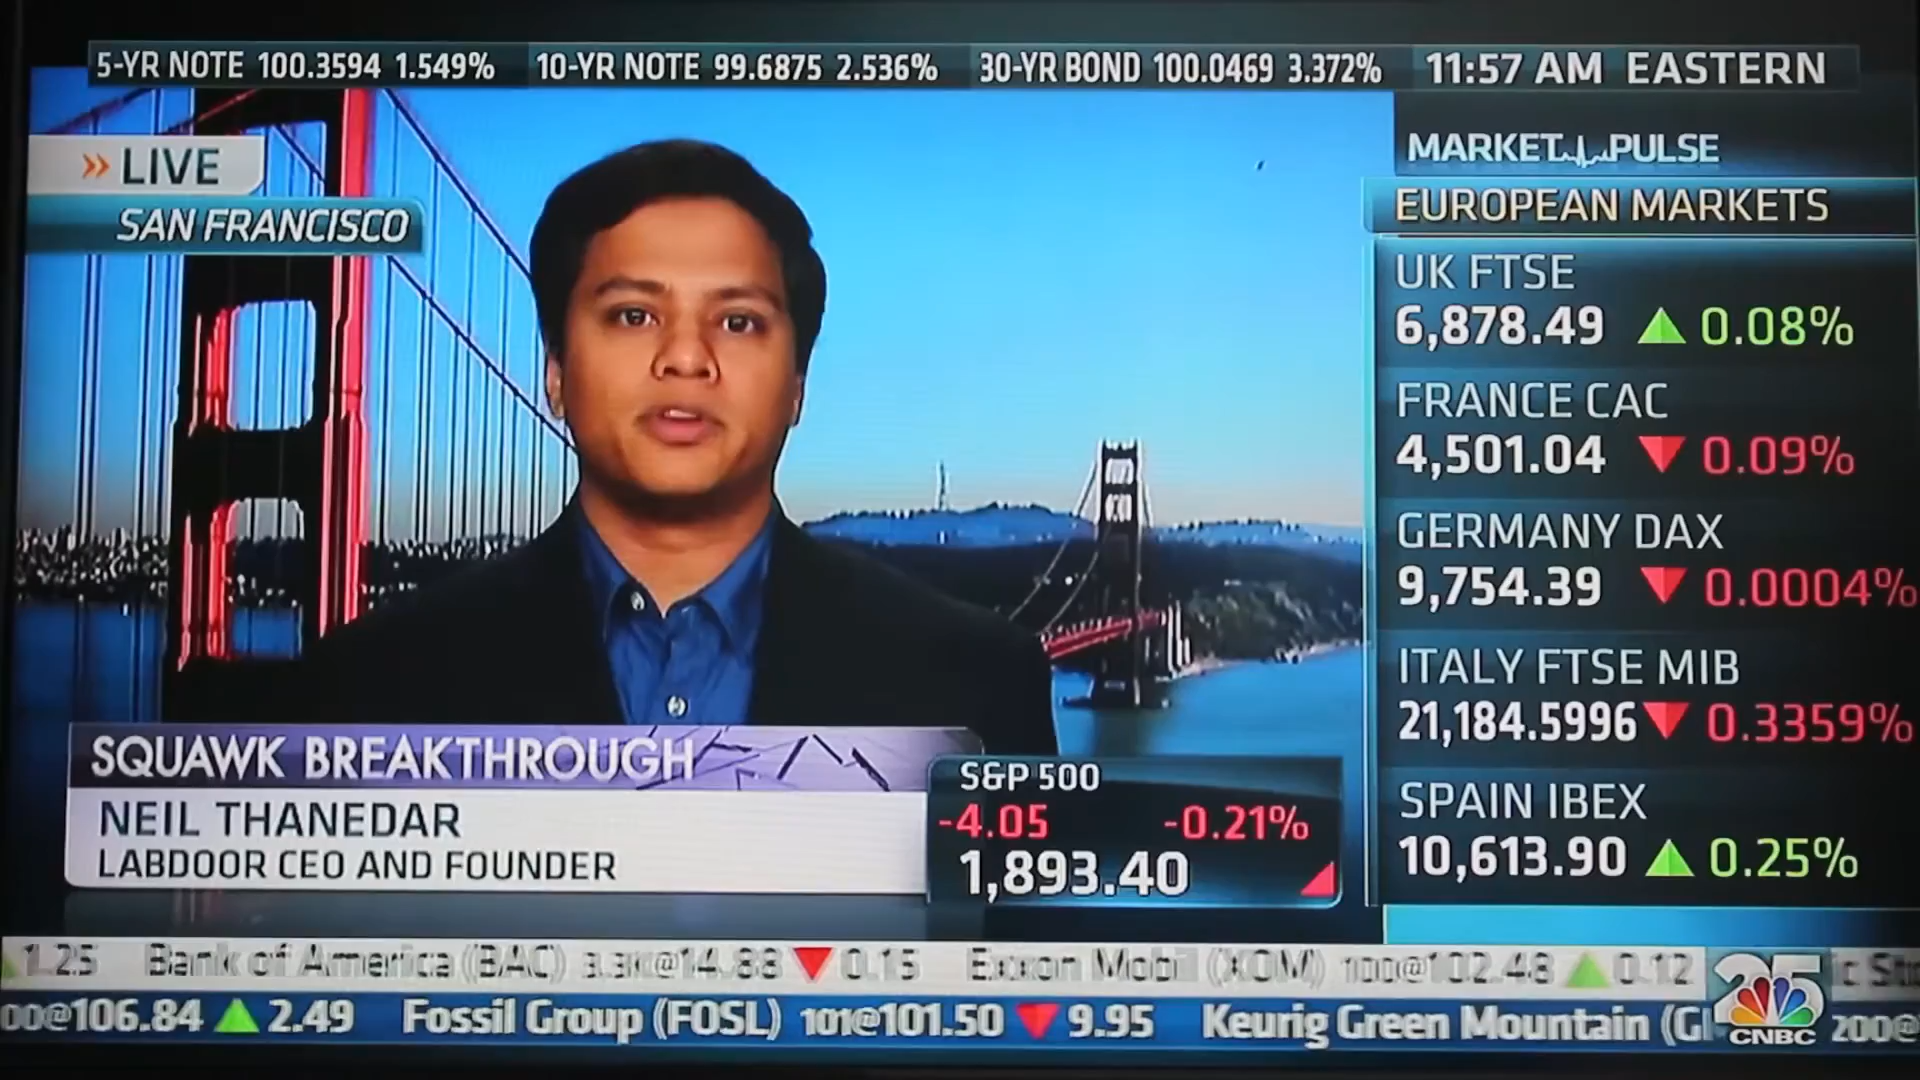 5-YR NOTE 100.3594 1.549% 10-YR NOTE 99.6875 2.536% 30-YR BOND 100.0469 3.372% 11:57 AM EASTERN
LIVE
SAN FRANCISCO
MARKET PULSE
EUROPEAN MARKETS
UK FTSE
6,878.49 ▲ 0.08%
FRANCE CAC
4,501.04 ▼ 0.09%
GERMANY DAX
9,754.39 ▼ 0.0004%
ITALY FTSE MIB
21,184.5996 ▼ 0.3359%
SPAIN IBEX
10,613.90 ▲ 0.25%
SQUAWK BREAKTHROUGH
NEIL THANEDAR
LABDOOR CEO AND FOUNDER
S&P 500
-4.05 -0.21%
1,893.40
1.25 Bank of America (BAC) 3.3K@14.88 ▼ 0.15 Exxon Mobil (XOM) 100@102.48 ▲ 0.12
00@106.84 ▲ 2.49 Fossil Group (FOSL) 101@101.50 ▼ 9.95 Keurig Green Mountain 200@
25
CNBC